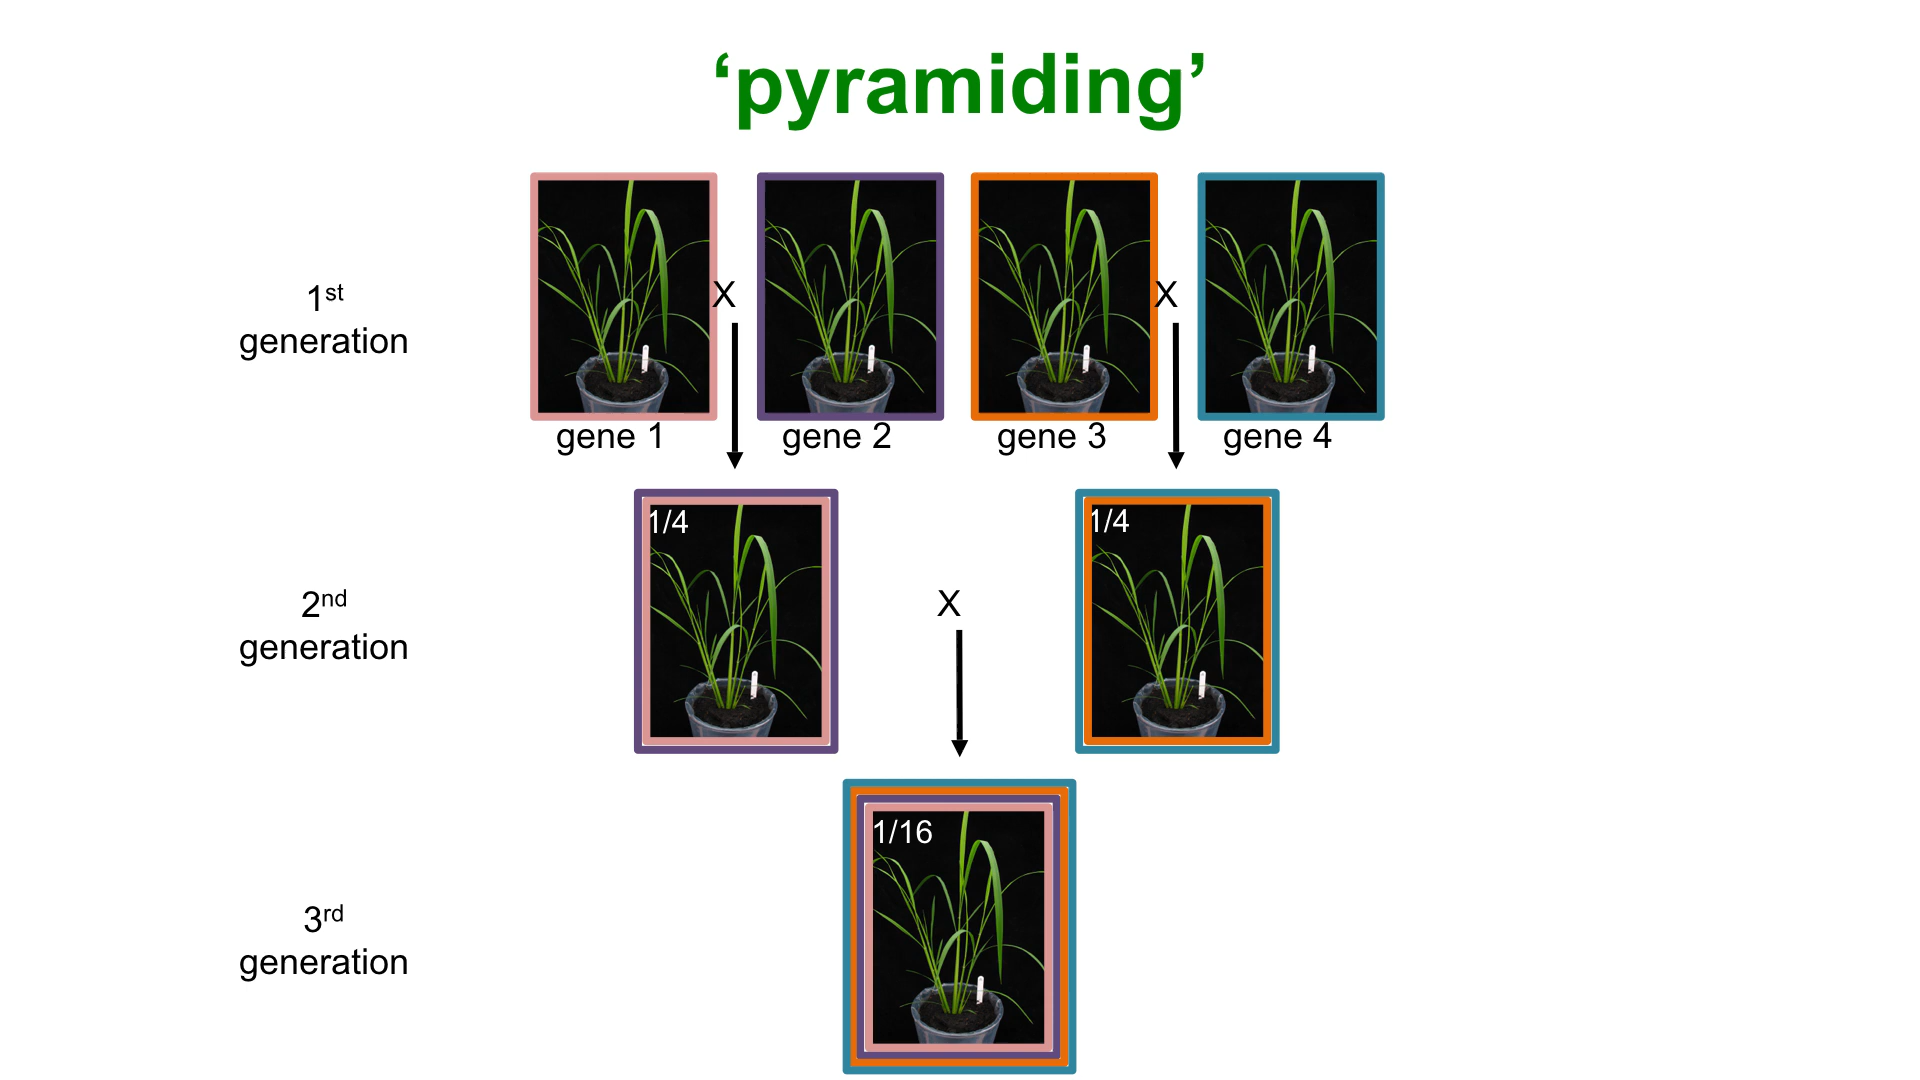 ‘pyramiding’
1st
generation
X
X
gene 1
gene 2
gene 3
gene 4
1/4
1/4
2nd
generation
X
1/16
3rd
generation